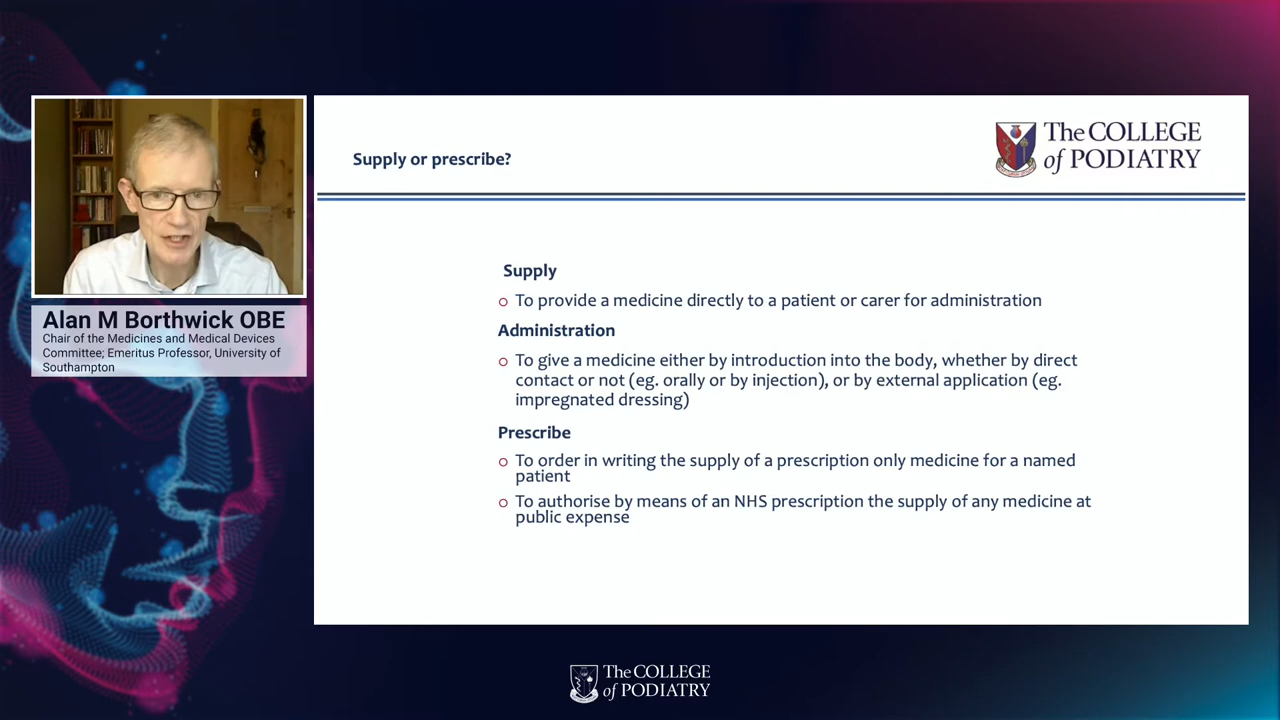 Supply or prescribe?
The COLLEGE
of PODIATRY
Alan M Borthwick OBE
Chair of the Medicines and Medical Devices
Committee; Emeritus Professor, University of
Southampton
Supply
To provide a medicine directly to a patient or carer for administration
Administration
To give a medicine either by introduction into the body, whether by direct
contact or not (eg. orally or by injection), or by external application (eg.
impregnated dressing)
Prescribe
To order in writing the supply of a prescription only medicine for a named
patient
To authorise by means of an NHS prescription the supply of any medicine at
public expense
The COLLEGE
of PODIATRY